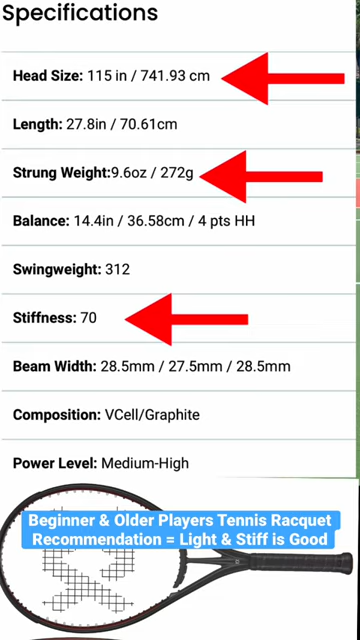 Specifications
Head Size: 115 in / 741.93 cm
Length: 27.8in / 70.61cm
Strung Weight:9.6oz / 272g
Balance: 14.4in / 36.58cm / 4 pts HH
Swingweight: 312
Stiffness: 70
Beam Width: 28.5mm / 27.5mm / 28.5mm
Composition: VCell/Graphite
Power Level: Medium-High
Beginner & Older Players Tennis Racquet
Recommendation = Light & Stiff is Good